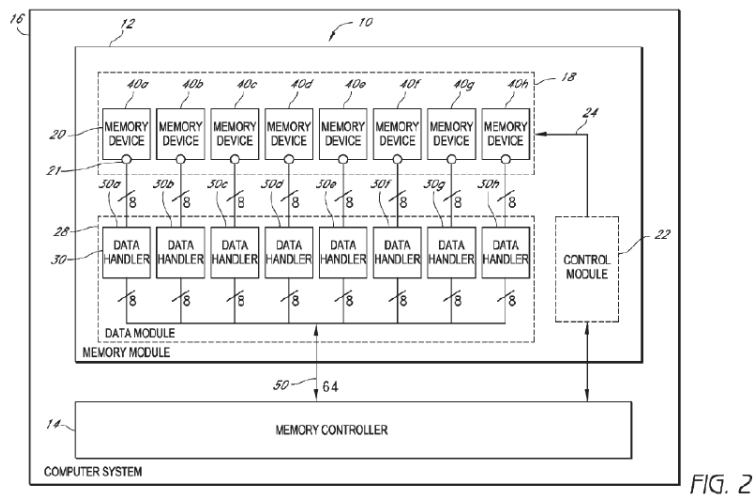 16
12
10
40a 40b 40c 40d 40e 40f 40g 40h
18
20
MEMORY DEVICE MEMORY DEVICE MEMORY DEVICE MEMORY DEVICE MEMORY DEVICE MEMORY DEVICE MEMORY DEVICE MEMORY DEVICE
24
21
30a 30b 30c 30d 30e 30f 30g 30h
8 8 8 8 8 8 8 8
28
22
30
DATA HANDLER DATA HANDLER DATA HANDLER DATA HANDLER DATA HANDLER DATA HANDLER DATA HANDLER DATA HANDLER
CONTROL MODULE
8 8 8 8 8 8 8 8
DATA MODULE
MEMORY MODULE
50 64
14
MEMORY CONTROLLER
COMPUTER SYSTEM
FIG. 2